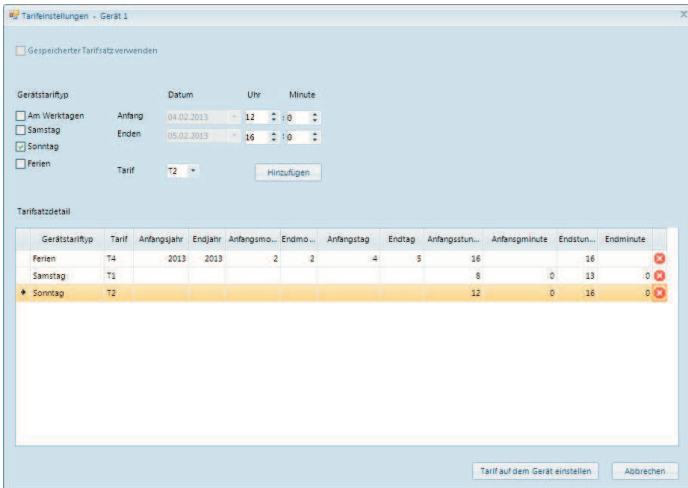 Tarifeinstellungen - Gerät 1
Gespeicherter Tarifsatz verwenden
Gerätstariftyp Datum Uhr Minute
Am Werktagen Anfang 04.02.2013 12 : 0
Samstag
Enden 05.02.2013 16 : 0
Sonntag
Ferien
Tarif T2 Hinzufügen
Tarifsatzdetail
Gerätstariftyp Tarif Anfangsjahr Endjahr Anfangsmo... Endmo... Anfangstag Endtag Anfangsstun... Anfansgminute Endstun... Endminute
Ferien T4 2013 2013 2 2 4 5 16 16
Samstag T1 8 0 13 0
Sonntag T2 12 0 16 0
Tarif auf dem Gerät einstellen Abbrechen